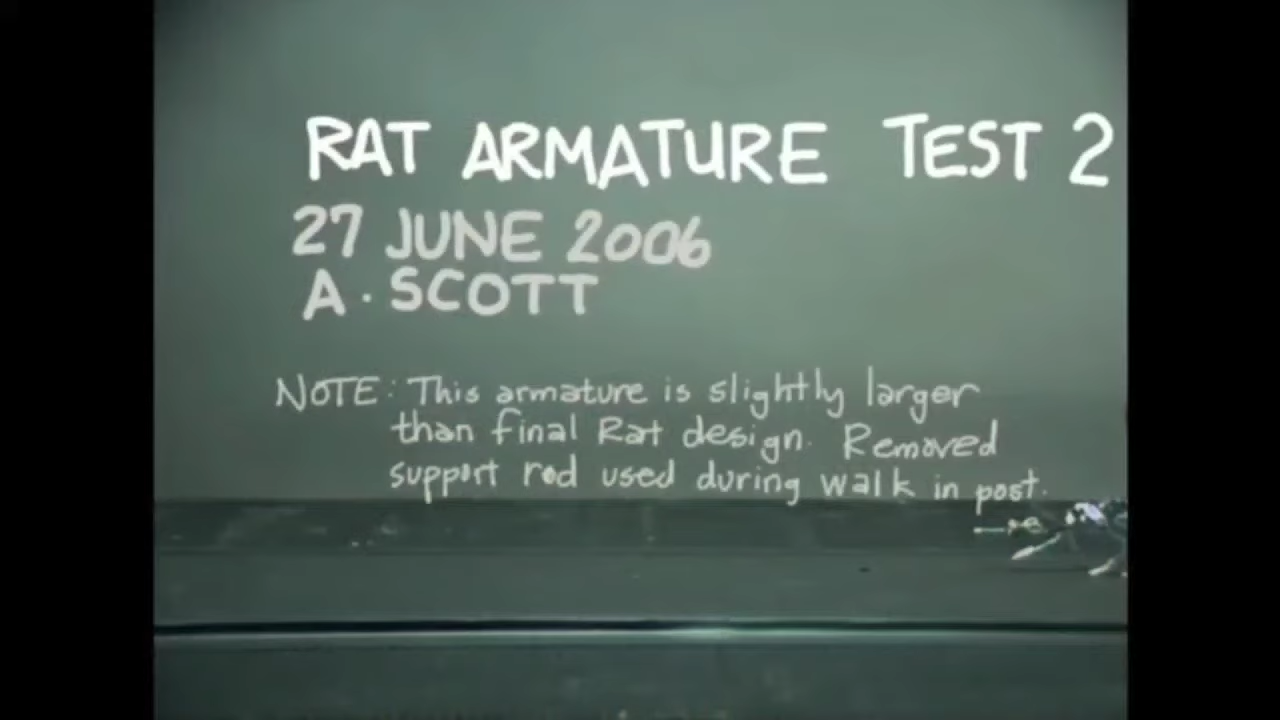 RAT ARMATURE TEST 2
27 JUNE 2006
A. SCOTT
NOTE: This armature is slightly larger
than final Rat design. Removed
support rod used during walk in post.